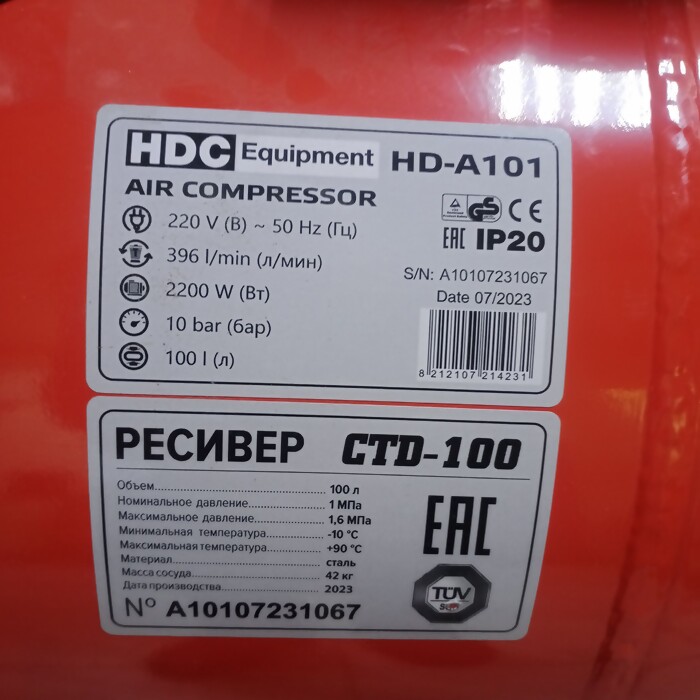 HDC Equipment HD-A101
AIR COMPRESSOR
220 V (В) ~ 50 Hz (Гц)
396 l/min (л/мин)
2200 W (Вт)
10 bar (бар)
100 l (л)
GS CE
EAC IP20
S/N: A10107231067
Date 07/2023
8 212107 214231
РЕСИВЕР CTD-100
Объем 100 л
Номинальное давление 1 МПа
Максимальное давление 1,6 МПа
Минимальная температура -10 °C
Максимальная температура +90 °C
Материал сталь
Масса сосуда 42 кг
Дата производства 2023
№ A10107231067
EAC
TÜV